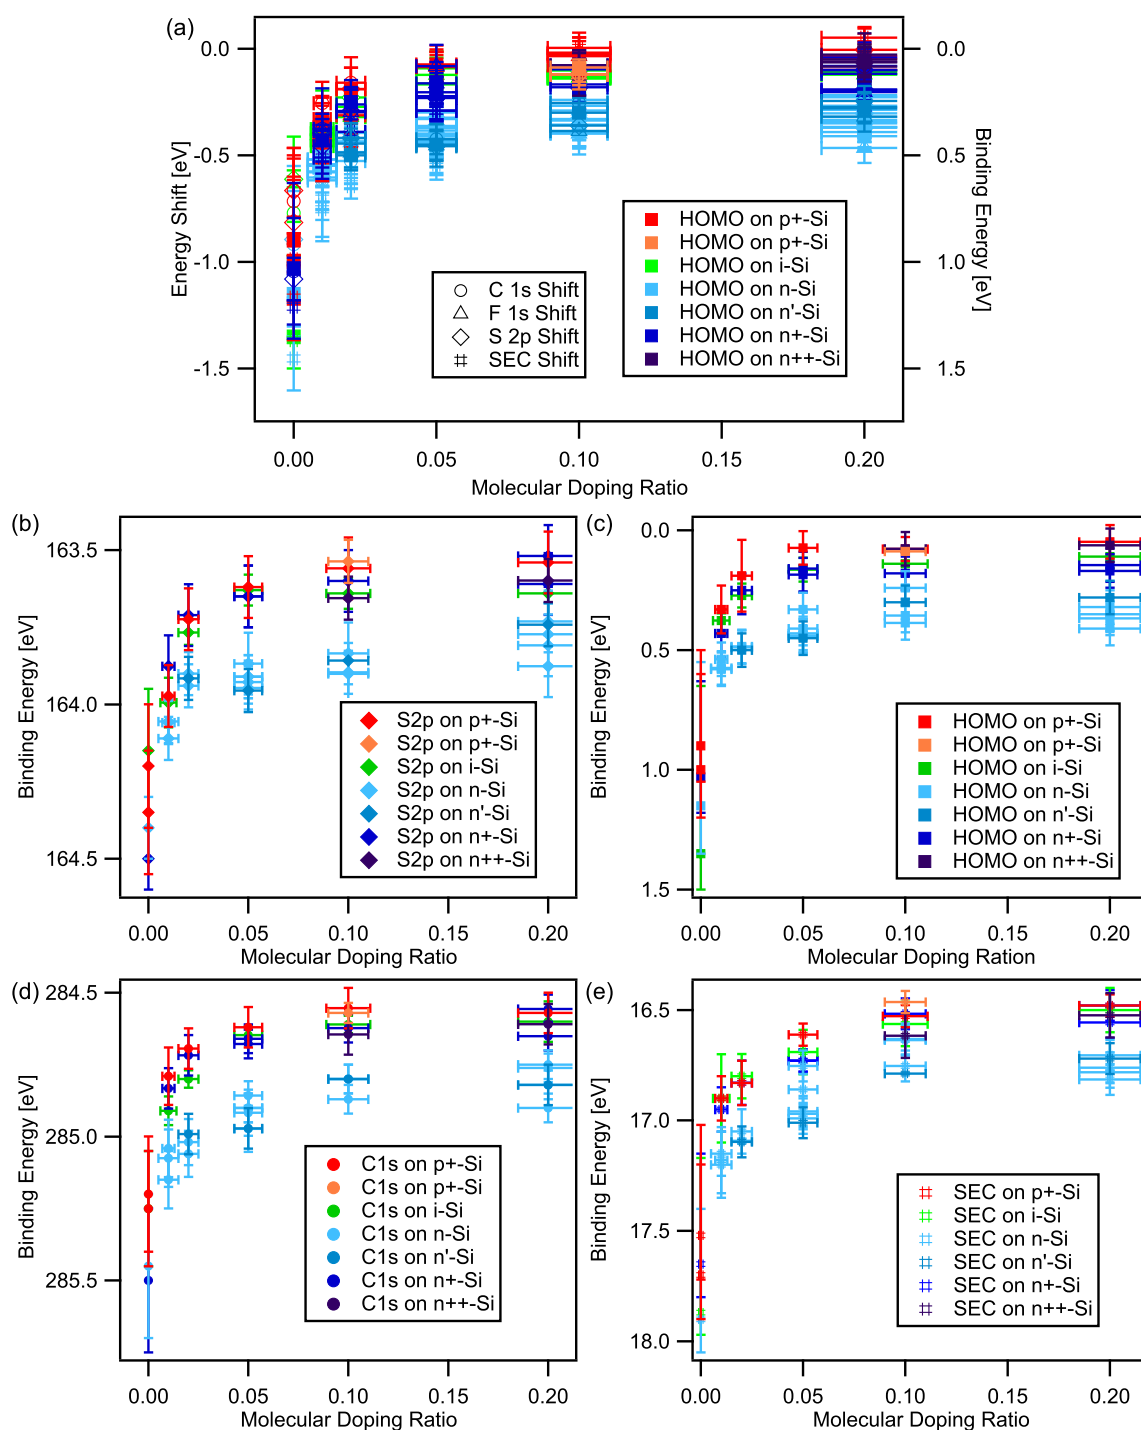 (a)
0.0
-0.5
-1.0
-1.5
Energy Shift [eV]
0.0
0.5
1.0
1.5
Binding Energy [eV]
C 1s Shift
F 1s Shift
S 2p Shift
SEC Shift
HOMO on p+-Si
HOMO on p+-Si
HOMO on i-Si
HOMO on n-Si
HOMO on n'-Si
HOMO on n+-Si
HOMO on n++-Si
0.00 0.05 0.10 0.15 0.20
Molecular Doping Ratio
(b)
163.5
164.0
164.5
Binding Energy [eV]
S2p on p+-Si
S2p on p+-Si
S2p on i-Si
S2p on n-Si
S2p on n'-Si
S2p on n+-Si
S2p on n++-Si
0.00 0.05 0.10 0.15 0.20
Molecular Doping Ratio
(c)
0.0
0.5
1.0
1.5
Binding Energy [eV]
HOMO on p+-Si
HOMO on p+-Si
HOMO on i-Si
HOMO on n-Si
HOMO on n'-Si
HOMO on n+-Si
HOMO on n++-Si
0.00 0.05 0.10 0.15 0.20
Molecular Doping Ration
(d)
284.5
285.0
285.5
Binding Energy [eV]
C1s on p+-Si
C1s on p+-Si
C1s on i-Si
C1s on n-Si
C1s on n'-Si
C1s on n+-Si
C1s on n++-Si
0.00 0.05 0.10 0.15 0.20
Molecular Doping Ratio
(e)
16.5
17.0
17.5
18.0
Binding Energy [eV]
SEC on p+-Si
SEC on i-Si
SEC on n-Si
SEC on n'-Si
SEC on n+-Si
SEC on n++-Si
0.00 0.05 0.10 0.15 0.20
Molecular Doping Ratio